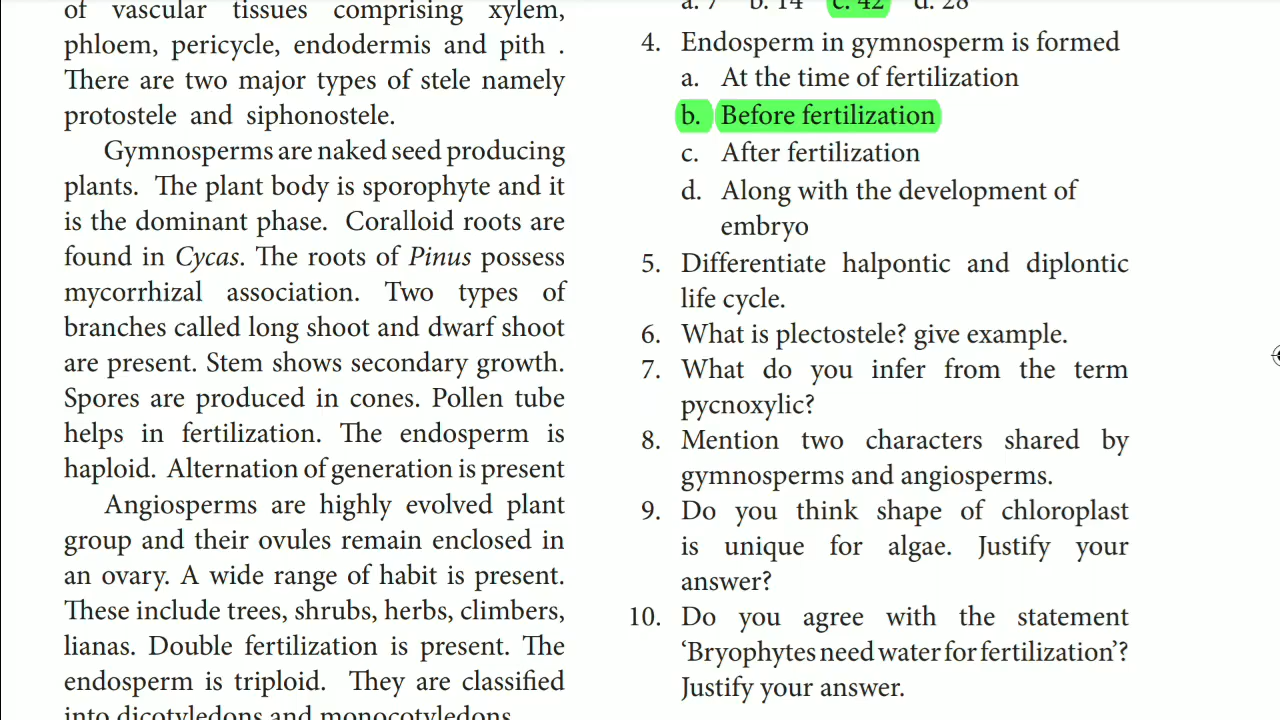 of vascular tissues comprising xylem,
phloem, pericycle, endodermis and pith .
There are two major types of stele namely
protostele and siphonostele.
Gymnosperms are naked seed producing
plants. The plant body is sporophyte and it
is the dominant phase. Coralloid roots are
found in Cycas. The roots of Pinus possess
mycorrhizal association. Two types of
branches called long shoot and dwarf shoot
are present. Stem shows secondary growth.
Spores are produced in cones. Pollen tube
helps in fertilization. The endosperm is
haploid. Alternation of generation is present
Angiosperms are highly evolved plant
group and their ovules remain enclosed in
an ovary. A wide range of habit is present.
These include trees, shrubs, herbs, climbers,
lianas. Double fertilization is present. The
endosperm is triploid. They are classified
into dicotyledons and monocotyledons.
a. 7 b. 14 c. 42 d. 28
4. Endosperm in gymnosperm is formed
a. At the time of fertilization
b. Before fertilization
c. After fertilization
d. Along with the development of
embryo
5. Differentiate halpontic and diplontic
life cycle.
6. What is plectostele? give example.
7. What do you infer from the term
pycnoxylic?
8. Mention two characters shared by
gymnosperms and angiosperms.
9. Do you think shape of chloroplast
is unique for algae. Justify your
answer?
10. Do you agree with the statement
‘Bryophytes need water for fertilization’?
Justify your answer.